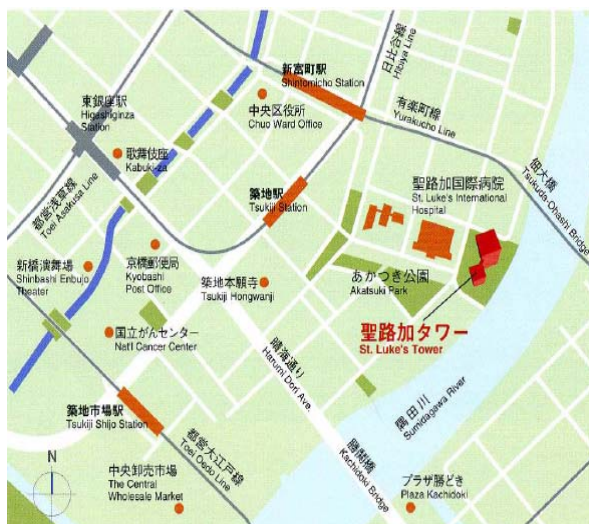 新富町駅
Shintomicho Station
日比谷線
Hibiya Line
東銀座駅
Higashiginza
Station
中央区役所
Chuo Ward Office
有楽町線
Yurakucho Line
歌舞伎座
Kabuki-za
佃大橋
Tsukuda-Ohashi Bridge
築地駅
Tsukiji Station
聖路加国際病院
St. Luke's International
Hospital
都営浅草線
Toei Asakusa Line
新橋演舞場
Shinbashi Enbujo
Theater
京橋郵便局
Kyobashi
Post Office
築地本願寺
Tsukiji Hongwanji
あかつき公園
Akatsuki Park
聖路加タワー
St. Luke's Tower
国立がんセンター
Nat'l Cancer Center
晴海通り
Harumi Dori Ave.
築地市場駅
Tsukiji Shijo Station
隅田川
Sumidagawa River
都営大江戸線
Toei Oedo Line
勝鬨橋
Kachidoki Bridge
N
中央卸売市場
The Central
Wholesale Market
プラザ勝どき
Plaza Kachidoki